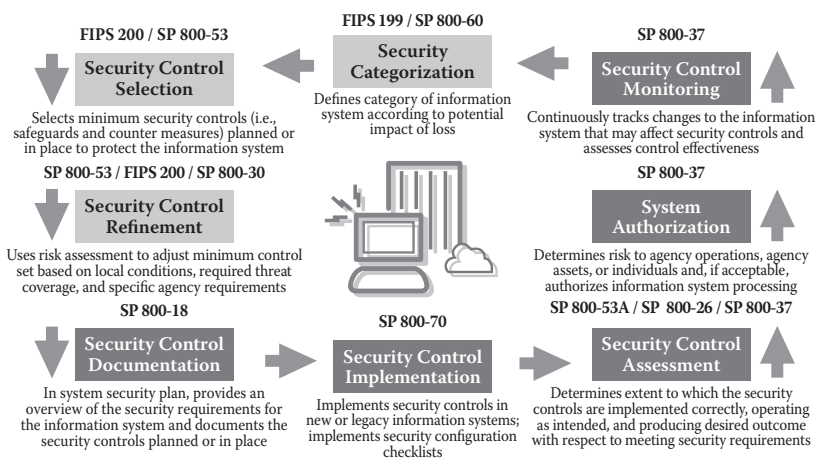 FIPS 199 / SP 800-60
Security
Categorization
Defines category of information
system according to potential
impact of loss
FIPS 200 / SP 800-53
Security Control
Selection
Selects minimum security controls (i.e.,
safeguards and counter measures) planned or
in place to protect the information system
SP 800-53 / FIPS 200 / SP 800-30
Security Control
Refinement
Uses risk assessment to adjust minimum control
set based on local conditions, required threat
coverage, and specific agency requirements
SP 800-18
Security Control
Documentation
In system security plan, provides an
overview of the security requirements for
the information system and documents the
security controls planned or in place
SP 800-70
Security Control
Implementation
Implements security controls in
new or legacy information systems;
implements security configuration
checklists
SP 800-53A / SP 800-26 / SP 800-37
Security Control
Assessment
Determines extent to which the security
controls are implemented correctly, operating
as intended, and producing desired outcome
with respect to meeting security requirements
SP 800-37
System
Authorization
Determines risk to agency operations, agency
assets, or individuals and, if acceptable,
authorizes information system processing
SP 800-37
Security Control
Monitoring
Continuously tracks changes to the information
system that may affect security controls and
assesses control effectiveness